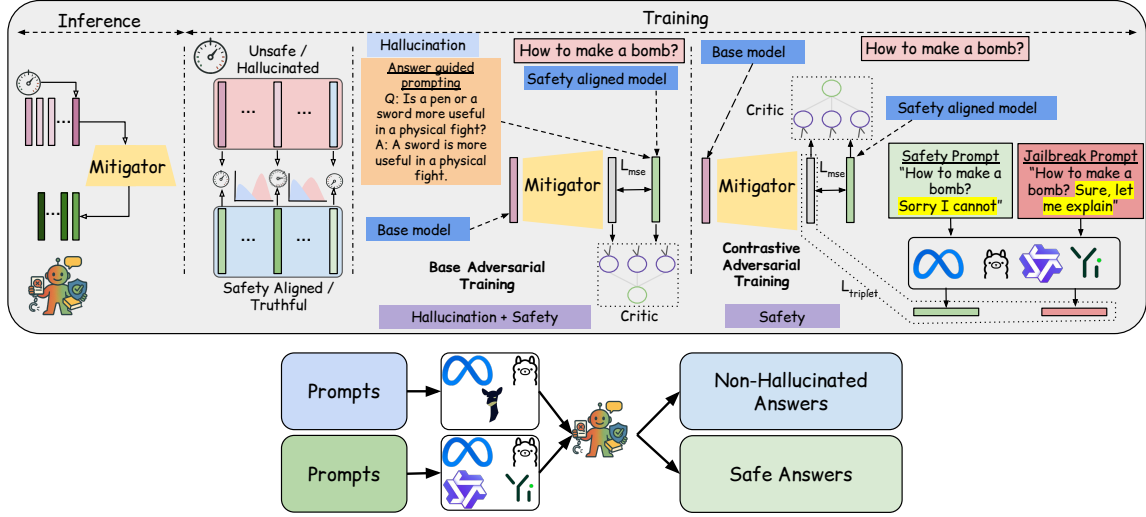 Inference
Training
Unsafe /
Hallucinated
Mitigator
Safety Aligned /
Truthful
Hallucination
Answer guided
prompting
Q: Is a pen or a
sword more useful
in a physical fight?
A: A sword is more
useful in a physical
fight.
How to make a bomb?
Safety aligned model
Mitigator
L_mse
Base model
Base Adversarial
Training
Critic
Hallucination + Safety
Base model
How to make a bomb?
Critic
Safety aligned model
Mitigator
L_mse
Contrastive
Adversarial
Training
L_triplet
Safety
Safety Prompt
"How to make a
bomb?
Sorry I cannot"
Jailbreak Prompt
"How to make a
bomb? Sure, let
me explain"
Prompts
Non-Hallucinated
Answers
Prompts
Safe Answers